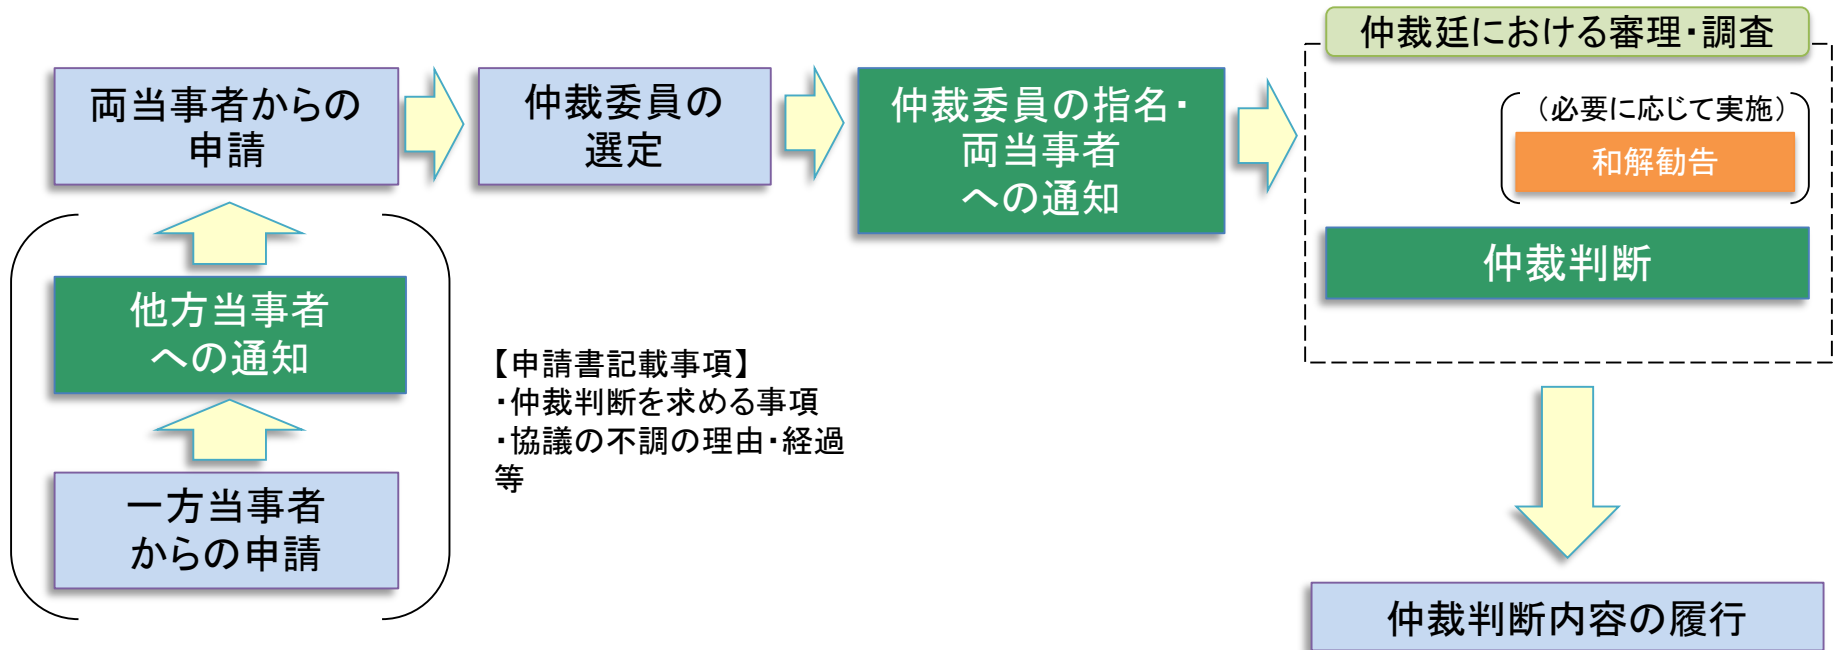 両当事者からの
申請
仲裁委員の
選定
仲裁委員の指名・
両当事者
への通知
仲裁廷における審理・調査
（必要に応じて実施）
和解勧告
仲裁判断
他方当事者
への通知
一方当事者
からの申請
【申請書記載事項】
・仲裁判断を求める事項
・協議の不調の理由・経過
等
仲裁判断内容の履行